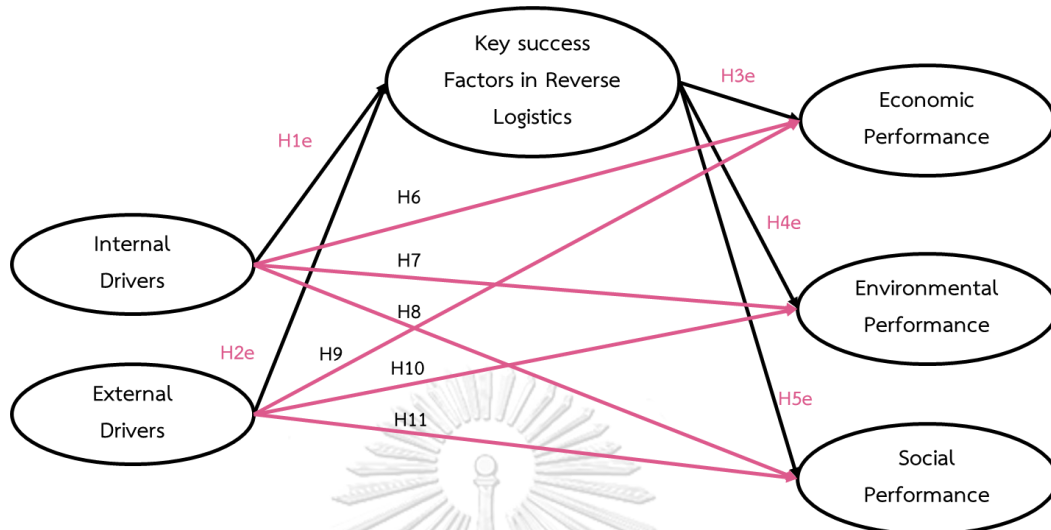 Key success
Factors in Reverse
Logistics
H3e
Economic
Performance
H1e
H6
H4e
Internal
Drivers
H7
Environmental
Performance
H8
H2e
H9
H10
External
Drivers
H11
H5e
Social
Performance